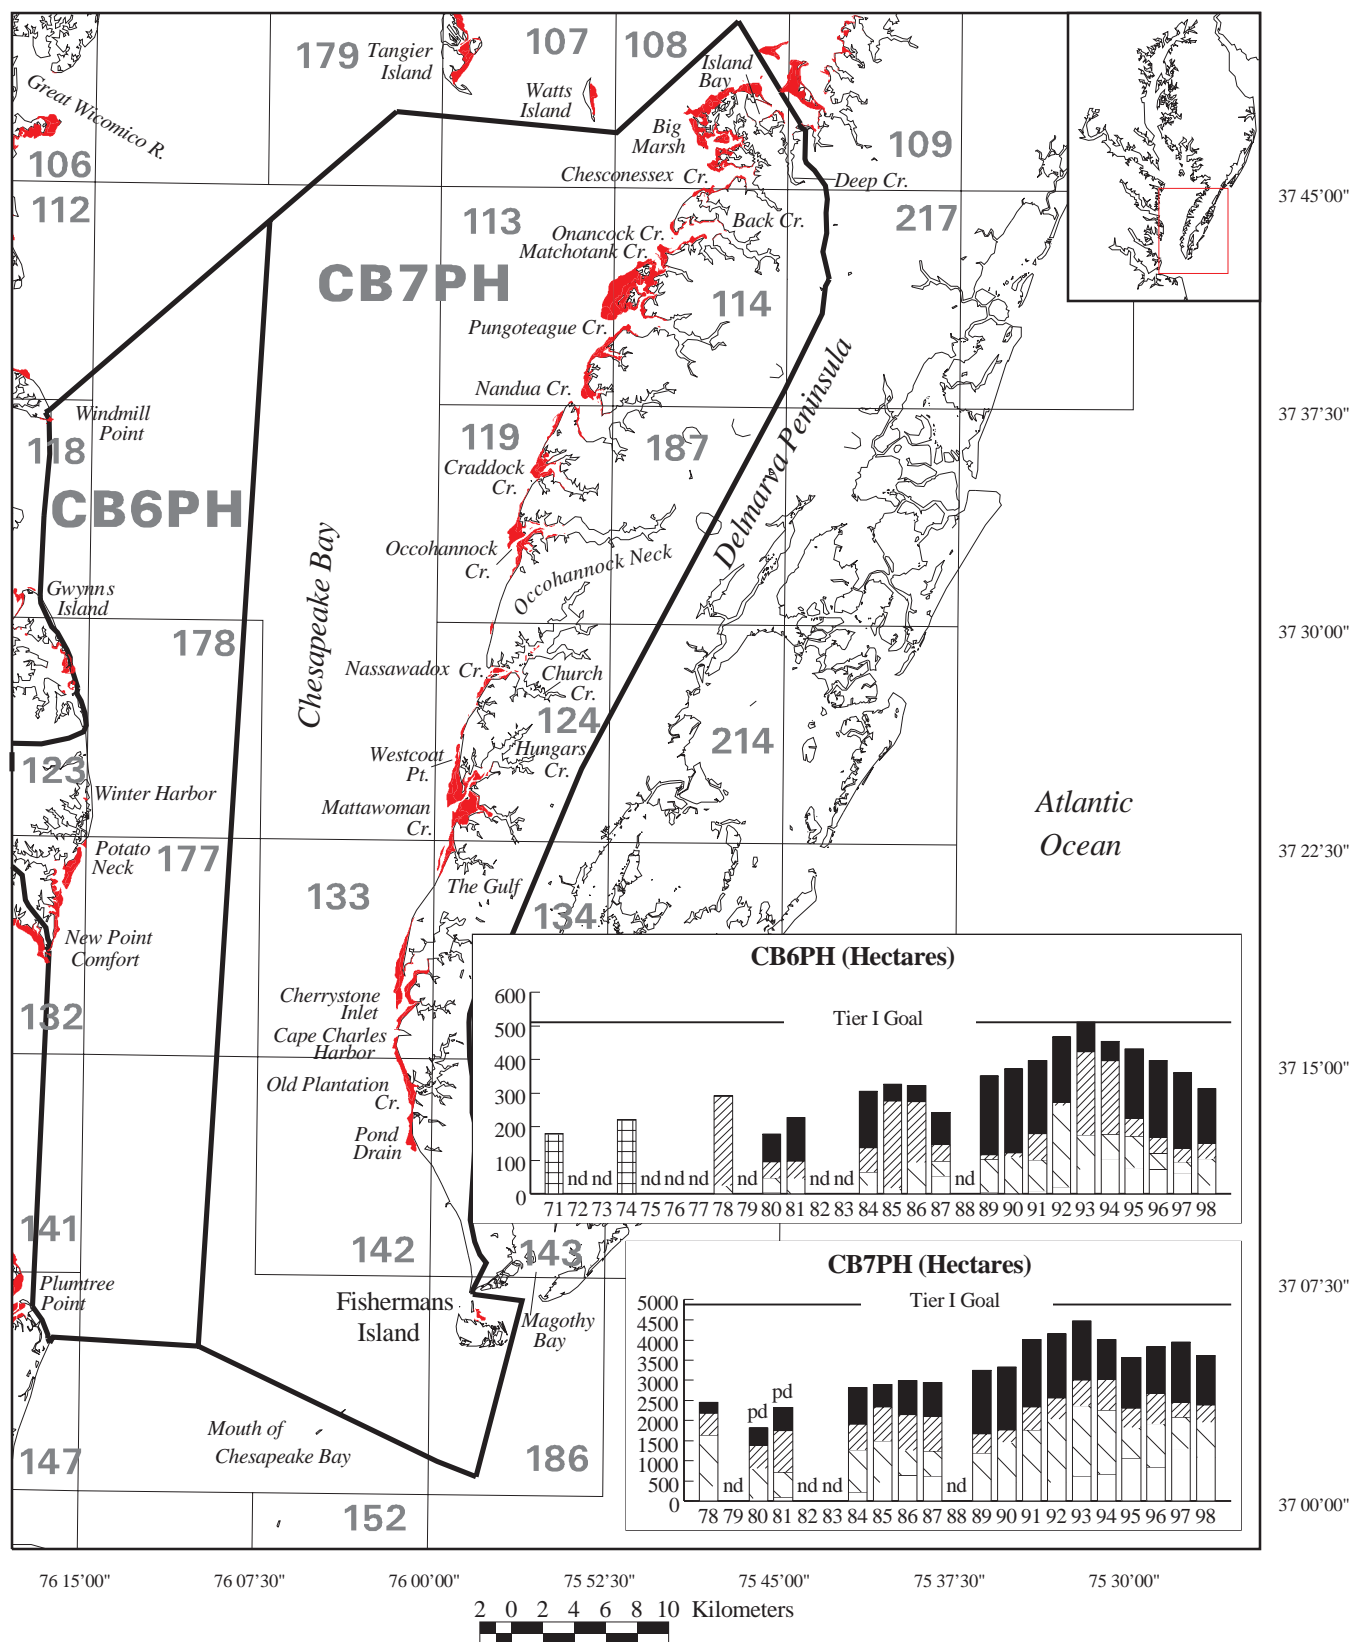 179
Tangier
Island
107
108
Watts
Island
Island
Bay
Big
Marsh
Great Wicomico R.
106
112
109
Chesconessex Cr.
Deep Cr.
113
Back Cr.
217
37 45'00"
Onancock Cr.
Matchotank Cr.
CB7PH
114
Pungoteague Cr.
Nandua Cr.
Delmarva Peninsula
Windmill
Point
37 37'30"
118
119
187
Craddock
Cr.
CB6PH
Chesapeake Bay
Occohannock
Cr.
Occohannock Neck
Gwynn's
Island
178
37 30'00"
Nassawadox Cr.
Church
Cr.
124
214
Westcoat
Pt.
Hungars
Cr.
123
Winter Harbor
Mattawoman
Cr.
Atlantic
Ocean
Potato
Neck
177
37 22'30"
The Gulf
133
134
New Point
Comfort
Cherrystone
Inlet
132
Cape Charles
Harbor
37 15'00"
Old Plantation
Cr.
Pond
Drain
CB6PH (Hectares)
600
500
400
300
200
100
0
Tier I Goal
nd nd nd nd nd nd nd nd nd
71 72 73 74 75 76 77 78 79 80 81 82 83 84 85 86 87 88 89 90 91 92 93 94 95 96 97 98
141
142
143
37 07'30"
Plumtree
Point
Fishermans
Island
Magothy
Bay
CB7PH (Hectares)
5000
4500
4000
3500
3000
2500
2000
1500
1000
500
0
Tier I Goal
pd
pd
nd nd nd nd
78 79 80 81 82 83 84 85 86 87 88 89 90 91 92 93 94 95 96 97 98
Mouth of
Chesapeake Bay
147
186
152
37 00'00"
76 15'00" 76 07'30" 76 00'00" 75 52'30" 75 45'00" 75 37'30" 75 30'00"
2 0 2 4 6 8 10 Kilometers